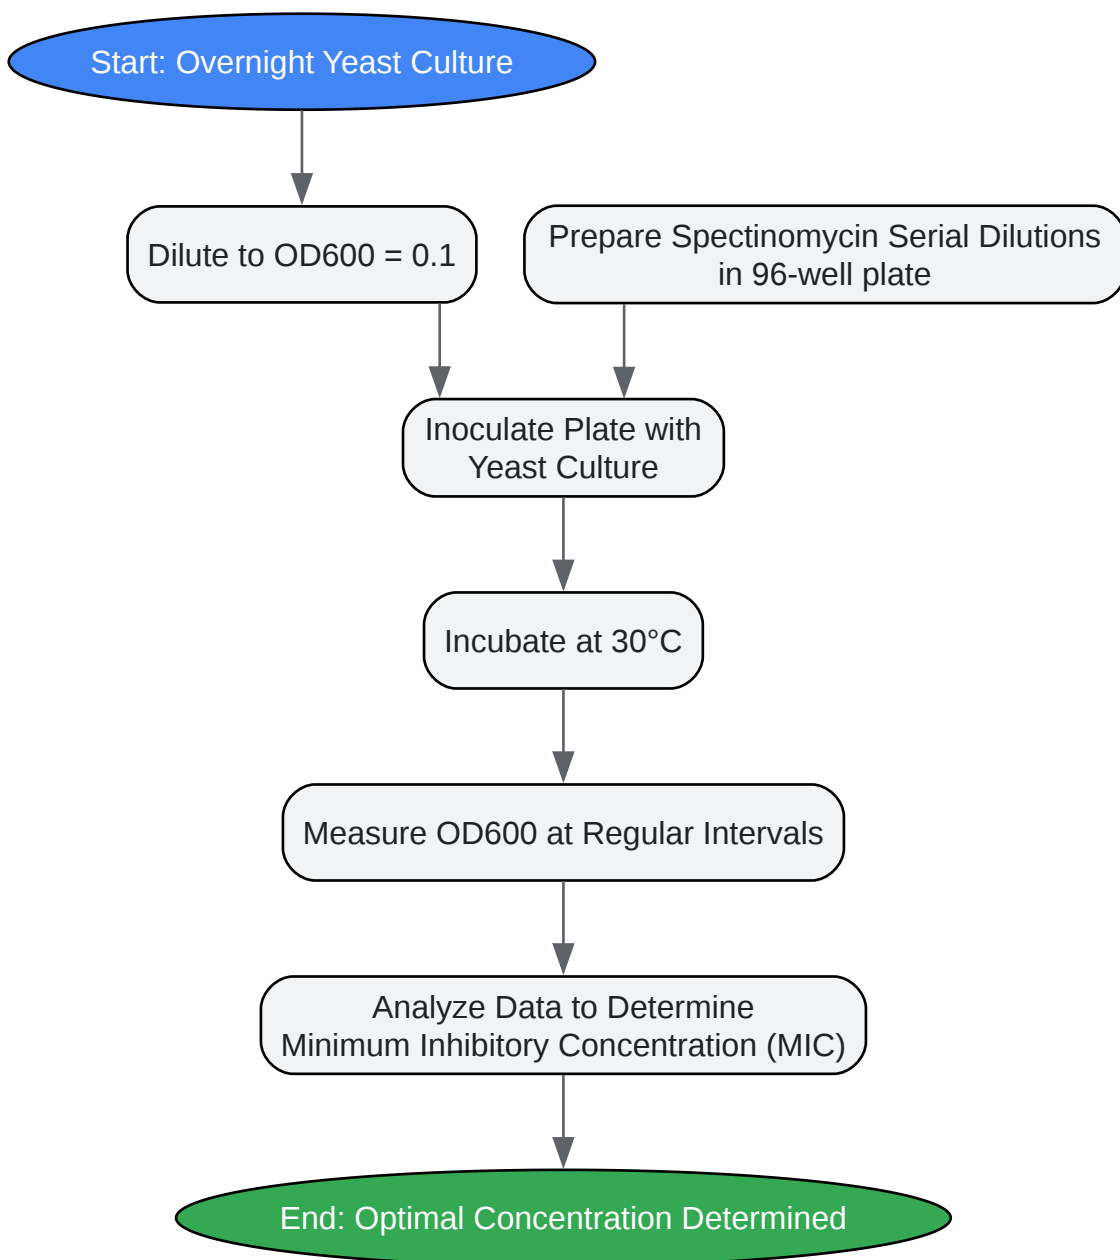 Start: Overnight Yeast Culture
Dilute to OD600 = 0.1
Prepare Spectinomycin Serial Dilutions
in 96-well plate
Inoculate Plate with
Yeast Culture
Incubate at 30°C
Measure OD600 at Regular Intervals
Analyze Data to Determine
Minimum Inhibitory Concentration (MIC)
End: Optimal Concentration Determined